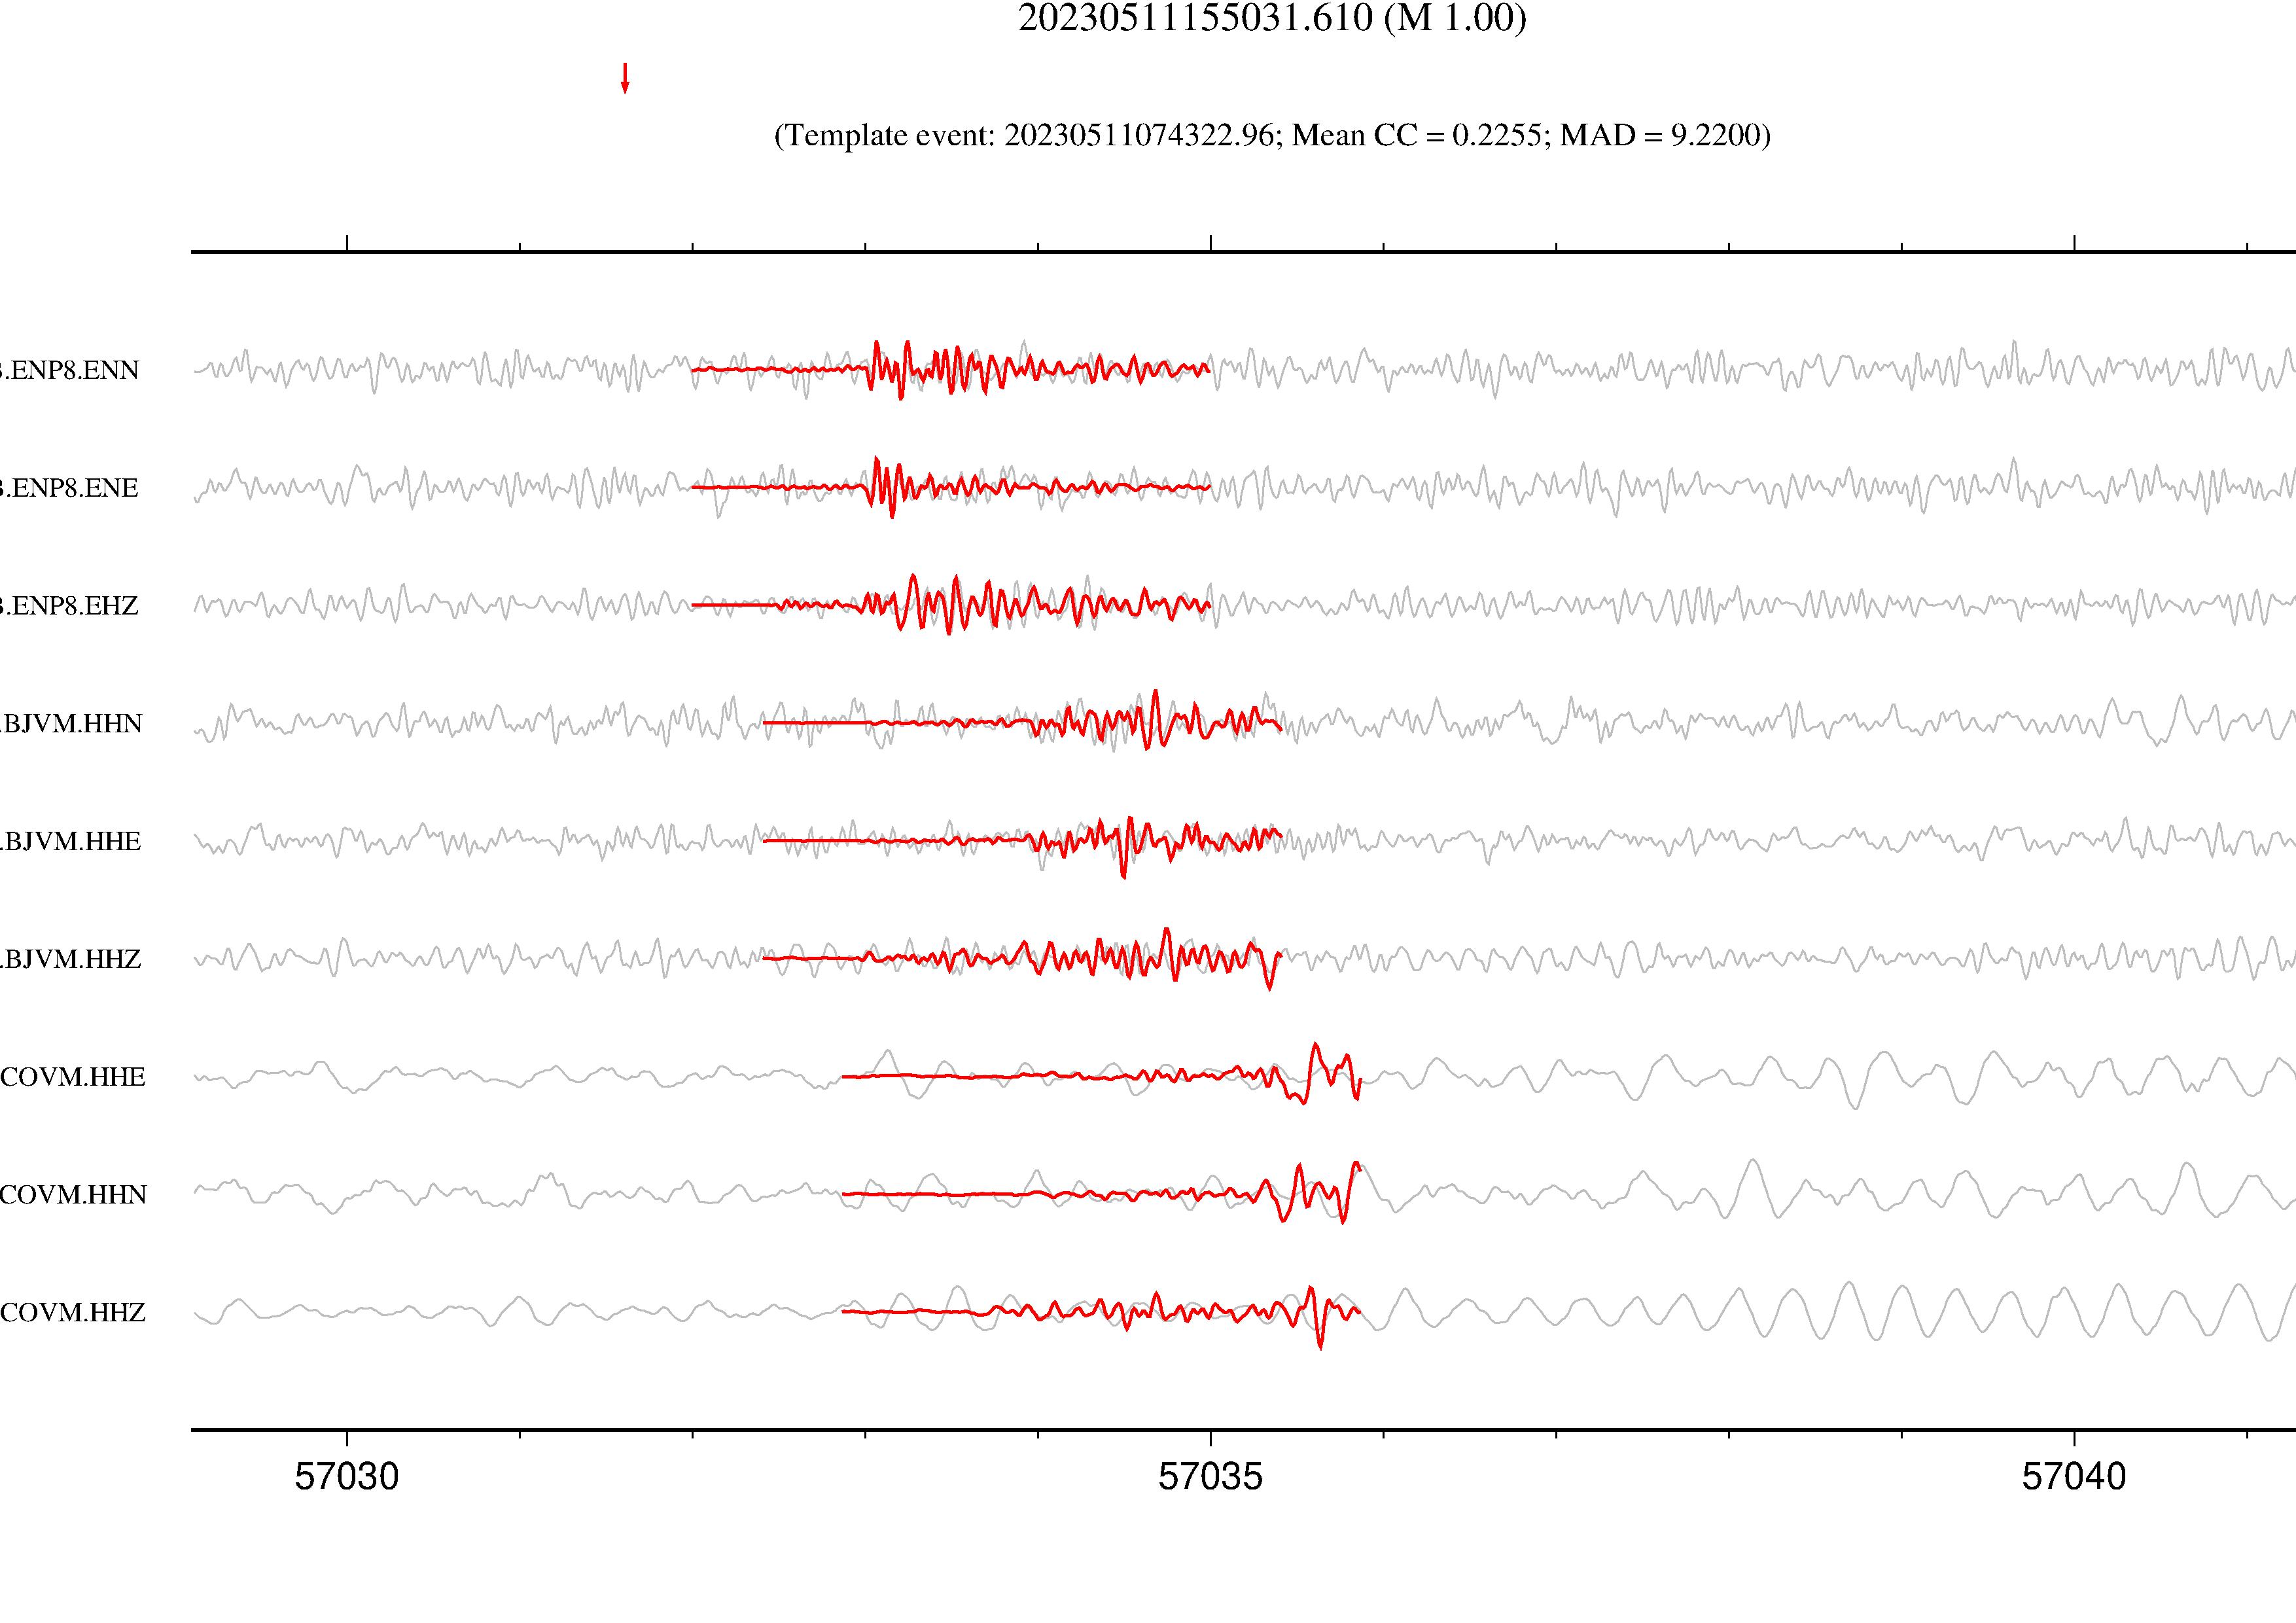 20230511155031.610 (M 1.00)
(Template event: 20230511074322.96; Mean CC = 0.2255; MAD = 9.2200)
.ENP8.ENN
.ENP8.ENE
.ENP8.EHZ
.BJVM.HHN
.BJVM.HHE
.BJVM.HHZ
COVM.HHE
COVM.HHN
COVM.HHZ
57030 57035 57040